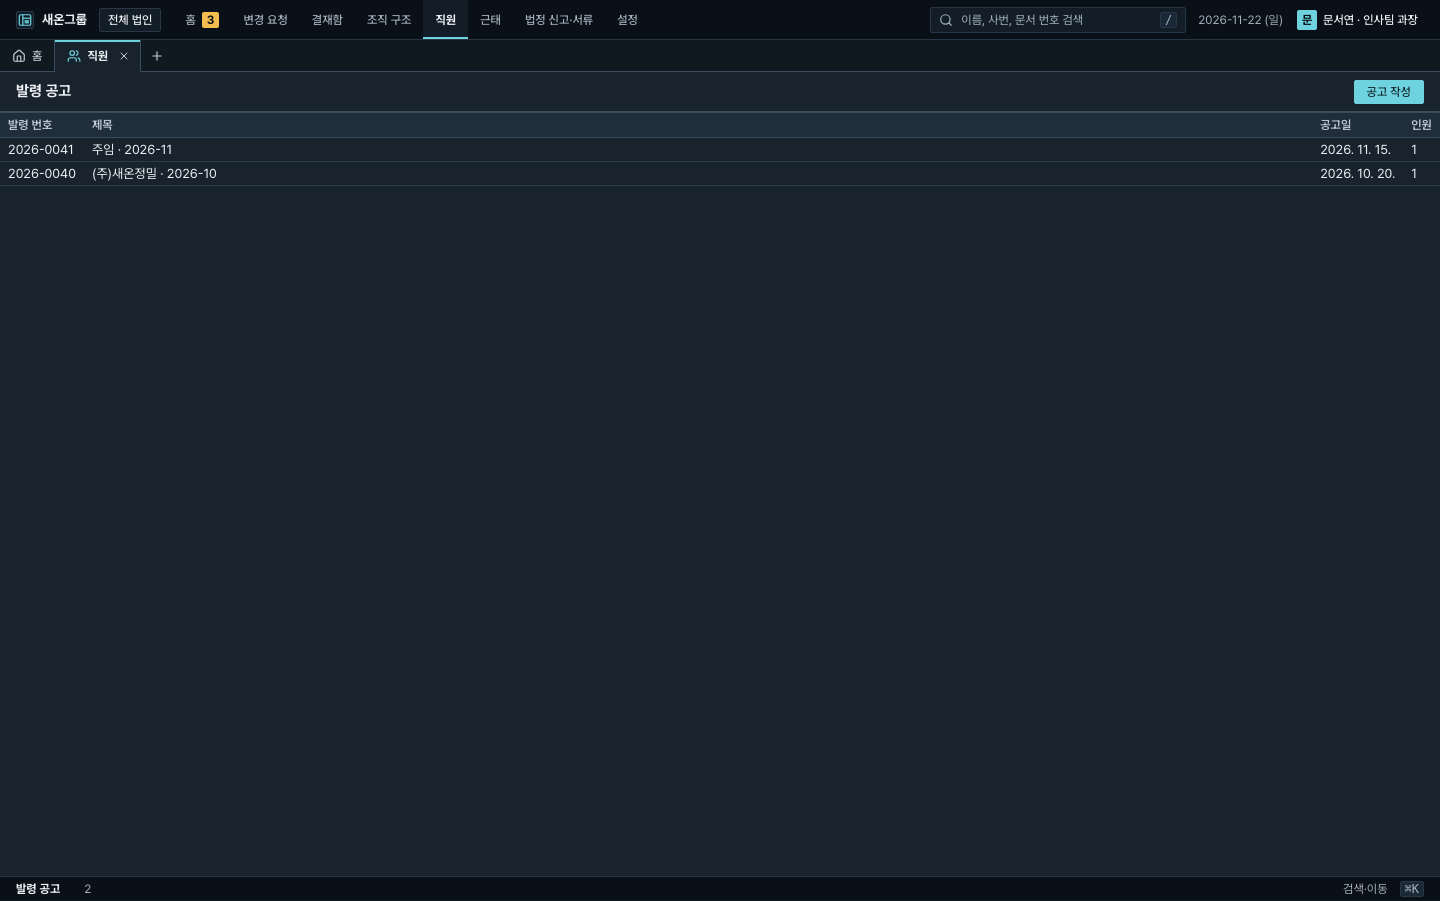 새온그룹 전체 법인 홈 3 변경 요청 결재함 조직 구조 직원 근태 법정 신고·서류 설정 이름, 사번, 문서 번호 검색 / 2026-11-22 (일) 문 문서연 · 인사팀 과장
홈 직원
발령 공고 공고 작성
발령 번호 제목 공고일 인원
2026-0041 주임 · 2026-11 2026. 11. 15. 1
2026-0040 (주)새온정밀 · 2026-10 2026. 10. 20. 1
발령 공고 2 검색·이동 ⌘K